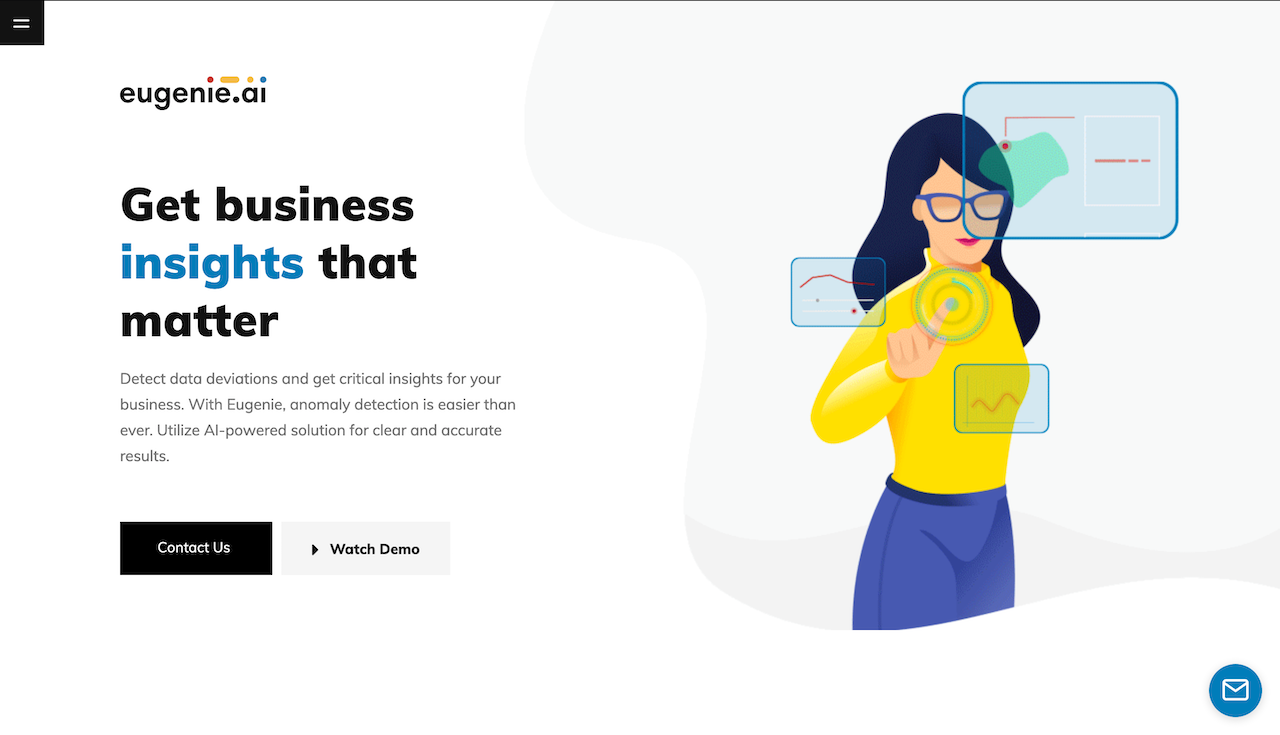 eugenie.ai
Get business
insights that
matter
Detect data deviations and get critical insights for your
business. With Eugenie, anomaly detection is easier than
ever. Utilize AI-powered solution for clear and accurate
results.
Contact Us
Watch Demo